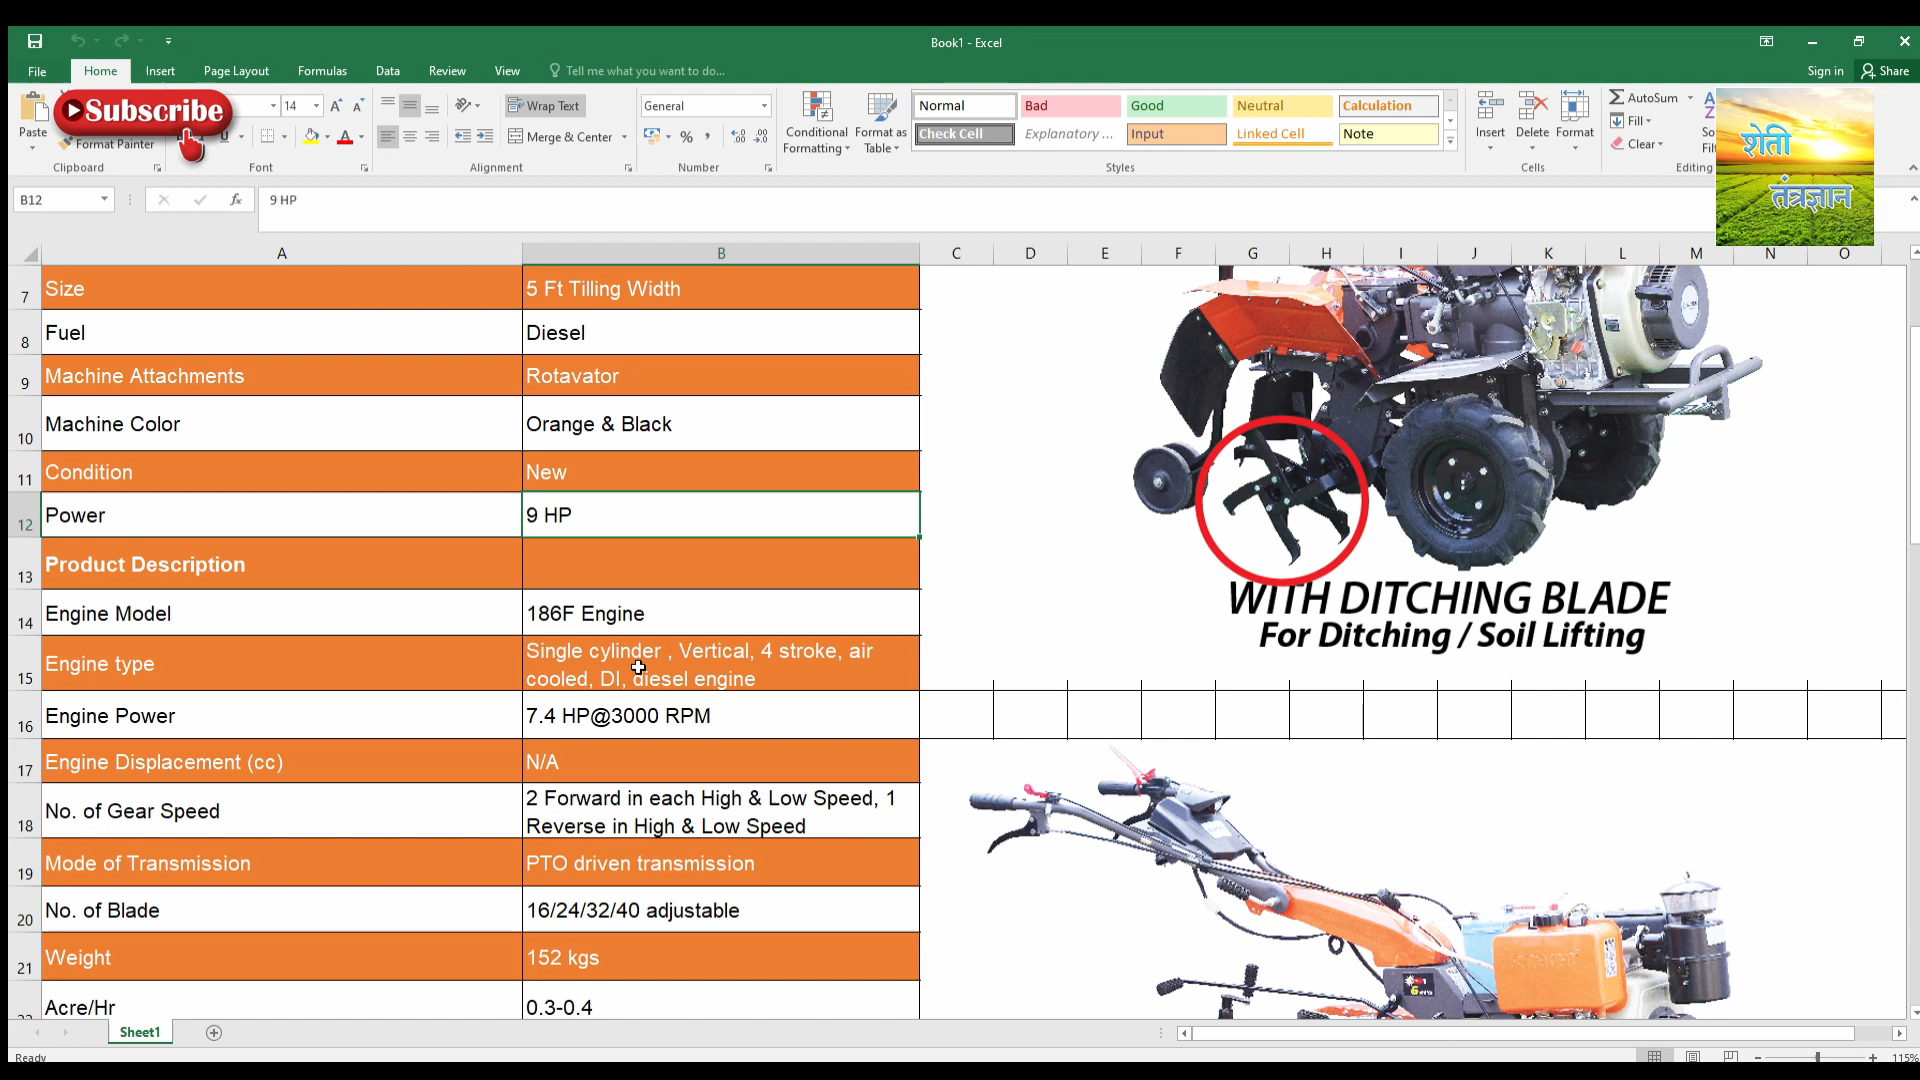 Book1 - Excel
File Home Insert Page Layout Formulas Data Review View Tell me what you want to do... Sign in Share
Subscribe
Paste
Format Painter
14
Wrap Text
Merge & Center
General
Conditional
Formatting
Format as
Table
Normal Bad Good Neutral Calculation
Check Cell Explanatory ... Input Linked Cell Note
Insert Delete Format
AutoSum
Fill
Clear
Clipboard Font Alignment Number Styles Cells Editing
शेती
तंत्रज्ञान
B12 fx 9 HP
A B C D E F G H I J K L M N O
7 Size 5 Ft Tilling Width
8 Fuel Diesel
9 Machine Attachments Rotavator
10 Machine Color Orange & Black
11 Condition New
12 Power 9 HP
13 Product Description
14 Engine Model 186F Engine
15 Engine type Single cylinder , Vertical, 4 stroke, air
cooled, DI, diesel engine
16 Engine Power 7.4 HP@3000 RPM
17 Engine Displacement (cc) N/A
18 No. of Gear Speed 2 Forward in each High & Low Speed, 1
Reverse in High & Low Speed
19 Mode of Transmission PTO driven transmission
20 No. of Blade 16/24/32/40 adjustable
21 Weight 152 kgs
Acre/Hr 0.3-0.4
WITH DITCHING BLADE
For Ditching / Soil Lifting
Sheet1
Ready
115%